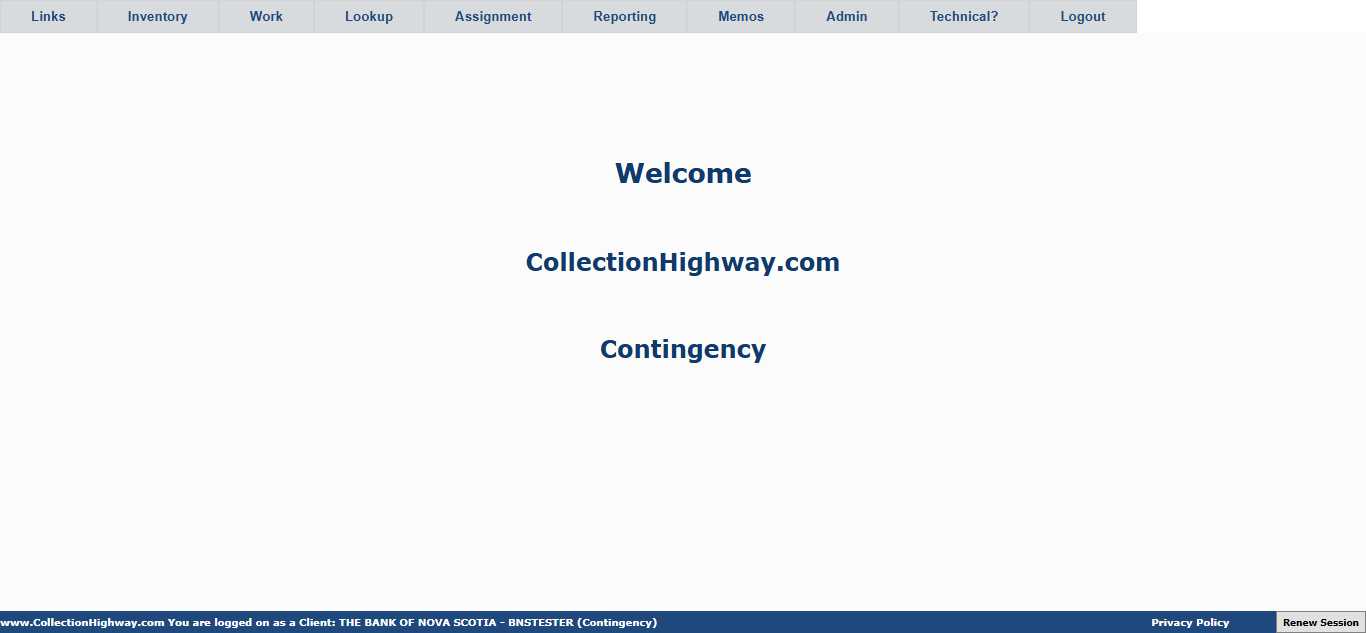 Links Inventory Work Lookup Assignment Reporting Memos Admin Technical? Logout
Welcome
CollectionHighway.com
Contingency
www.CollectionHighway.com You are logged on as a Client: THE BANK OF NOVA SCOTIA - BNSTESTER (Contingency) Privacy Policy Renew Session